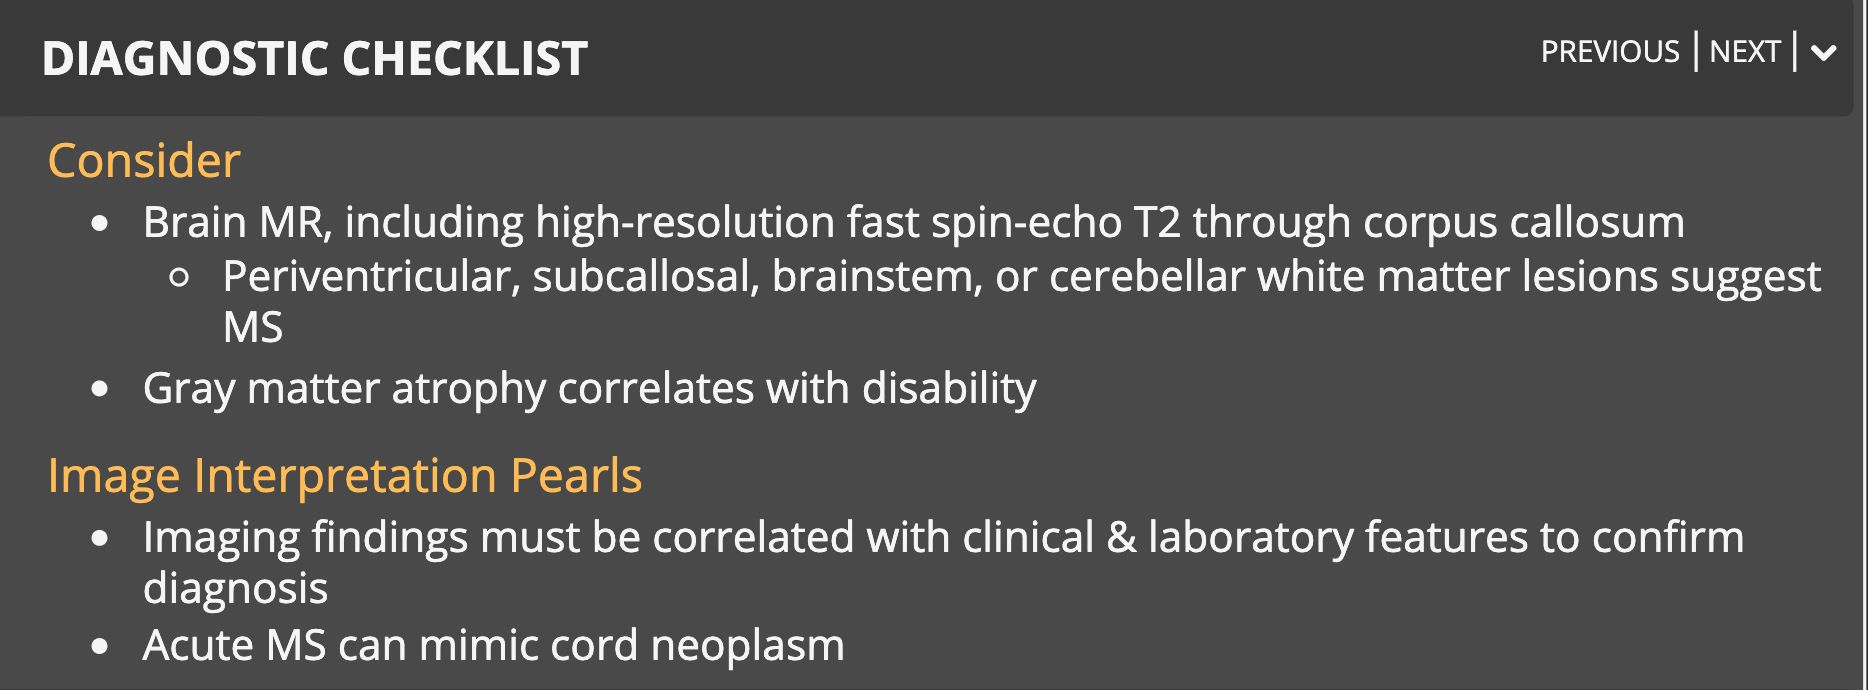 DIAGNOSTIC CHECKLIST
PREVIOUS | NEXT |
Consider
• Brain MR, including high-resolution fast spin-echo T2 through corpus callosum
○ Periventricular, subcallosal, brainstem, or cerebellar white matter lesions suggest
MS
• Gray matter atrophy correlates with disability
Image Interpretation Pearls
• Imaging findings must be correlated with clinical & laboratory features to confirm
diagnosis
• Acute MS can mimic cord neoplasm